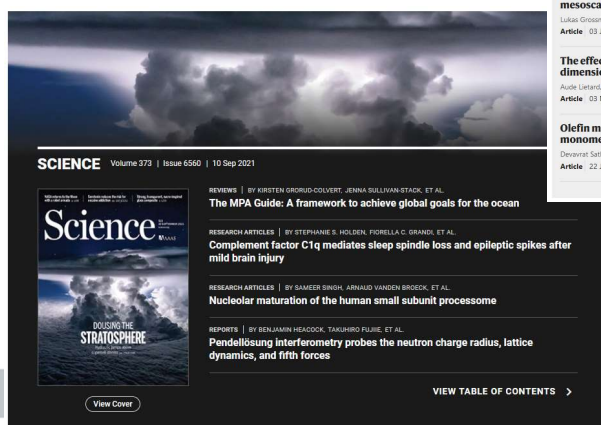 SCIENCE Volume 373 | Issue 6560 | 10 Sep 2021
Science
AAAS
DOUSING THE
STRATOSPHERE
View Cover
REVIEWS | BY KIRSTEN GRORUD-COLVERT, JENNA SULLIVAN-STACK, ET AL.
The MPA Guide: A framework to achieve global goals for the ocean
RESEARCH ARTICLES | BY STEPHANIE S. HOLDEN, FIORELLA C. GRANDI, ET AL.
Complement factor C1q mediates sleep spindle loss and epileptic spikes after
mild brain injury
RESEARCH ARTICLES | BY SAMEER SINGH, ARNAUD VANDEN BROECK, ET AL.
Nucleolar maturation of the human small subunit processome
REPORTS | BY BENJAMIN HEACOCK, TAKUHIRO FUJIIE, ET AL.
Pendellösung interferometry probes the neutron charge radius, lattice
dynamics, and fifth forces
VIEW TABLE OF CONTENTS >
mesosca
Lukas Grossn
Article 03 J
The effec
dimensio
Aude Lietard,
Article 03
Olefin m
monome
Devavrat Sat
Article 22 J